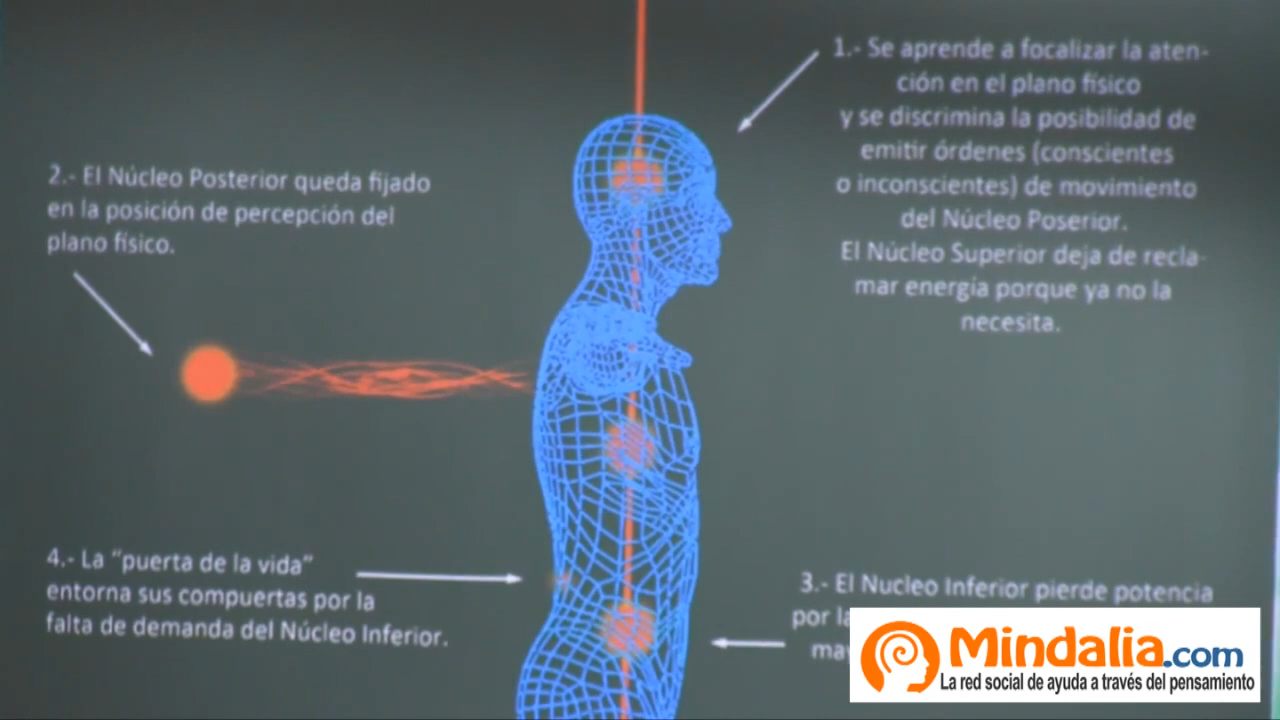 1.- Se aprende a focalizar la aten-
ción en el plano físico
y se discrimina la posibilidad de
emitir órdenes (conscientes
o inconscientes) de movimiento
del Núcleo Poserior.
El Núcleo Superior deja de recla-
mar energía porque ya no la
necesita.
2.- El Núcleo Posterior queda fijado
en la posición de percepción del
plano físico.
4.- La “puerta de la vida”
entorna sus compuertas por la
falta de demanda del Núcleo Inferior.
3.- El Nucleo Inferior pierde potencia
por la
Mindalia.com
La red social de ayuda a través del pensamiento